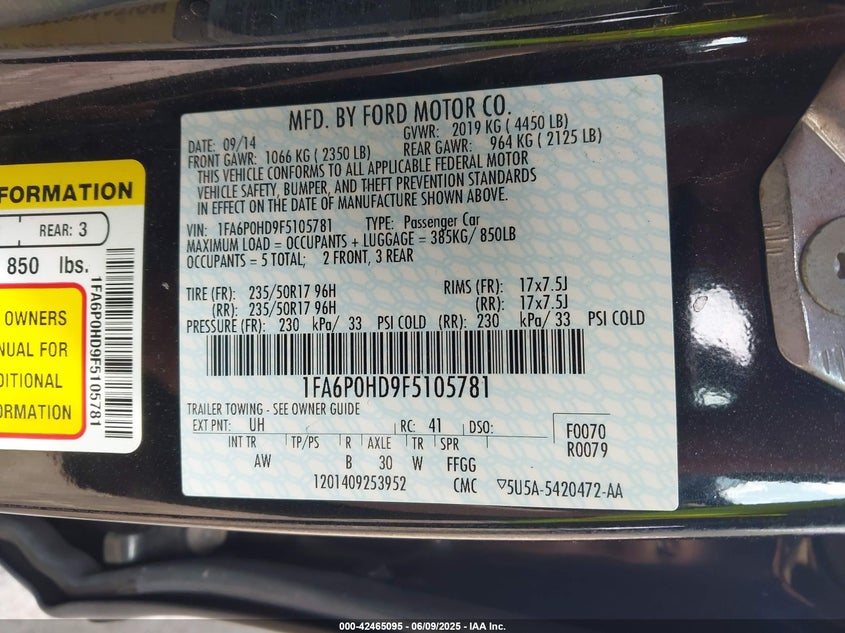 MFD. BY FORD MOTOR CO.
DATE: 09/14 GVWR: 2019 KG ( 4450 LB)
FRONT GAWR: 1066 KG ( 2350 LB) REAR GAWR: 964 KG ( 2125 LB)
THIS VEHICLE CONFORMS TO ALL APPLICABLE FEDERAL MOTOR
VEHICLE SAFETY, BUMPER, AND THEFT PREVENTION STANDARDS
IN EFFECT ON THE DATE OF MANUFACTURE SHOWN ABOVE.
VIN: 1FA6P0HD9F5105781 TYPE: Passenger Car
MAXIMUM LOAD = OCCUPANTS + LUGGAGE = 385KG/ 850LB
OCCUPANTS = 5 TOTAL; 2 FRONT, 3 REAR
TIRE (FR): 235/50R17 96H RIMS (FR): 17x7.5J
(RR): 235/50R17 96H (RR): 17x7.5J
PRESSURE (FR): 230 kPa/ 33 PSI COLD (RR): 230 kPa/ 33 PSI COLD
1FA6P0HD9F5105781
TRAILER TOWING - SEE OWNER GUIDE
EXT PNT: UH RC: 41 DSO: F0070
R0079
INT TR TP/PS R AXLE TR SPR
AW B 30 W FFGG
1201409253952 CMC ▽5U5A-5420472-AA
FORMATION
REAR: 3
850 lbs.
OWNERS
NUAL FOR
DITIONAL
ORMATION
1FA6P0HD9F5105781
000-42465095 - 06/09/2025 - IAA Inc.